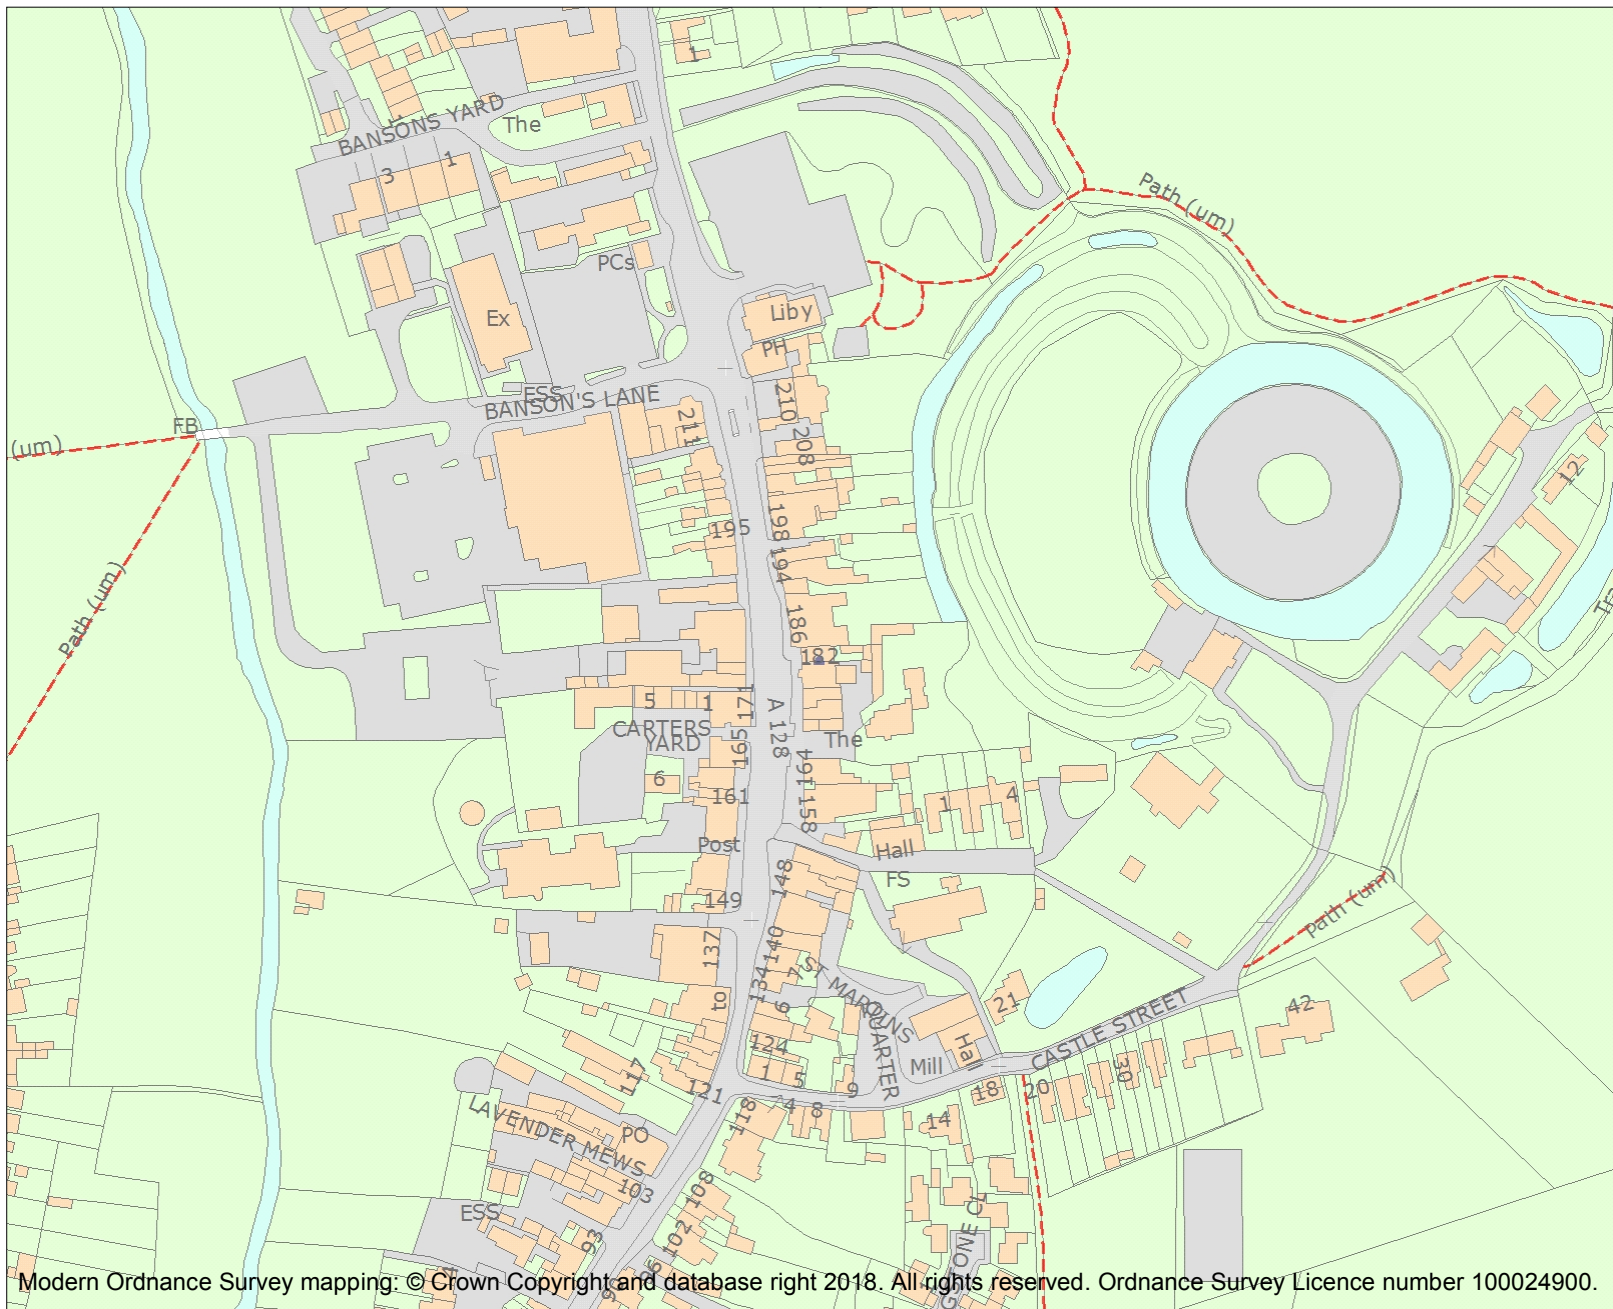 1
BANSONS YARD
The
3
1
Path (um)
PCs
Ex
Liby
PH
ESS
BANSON'S LANE
FB
(um)
211
210
208
12
195
198
194
Path (um)
186
182
5
1
171
CARTERS
YARD
165
A 128
The
6
161
164
158
1
4
Post
Hall
FS
148
149
Path (um)
137
140
to
134
7
6
ST MARTINS
QUARTER
21
42
CASTLE STREET
124
1
5
Hall
Mill
30
117
121
9
18
20
4
8
118
14
LAVENDER MEWS
PO
103
108
ESS
93
102
96
Modern Ordnance Survey mapping: © Crown Copyright and database right 2018. All rights reserved. Ordnance Survey Licence number 100024900.